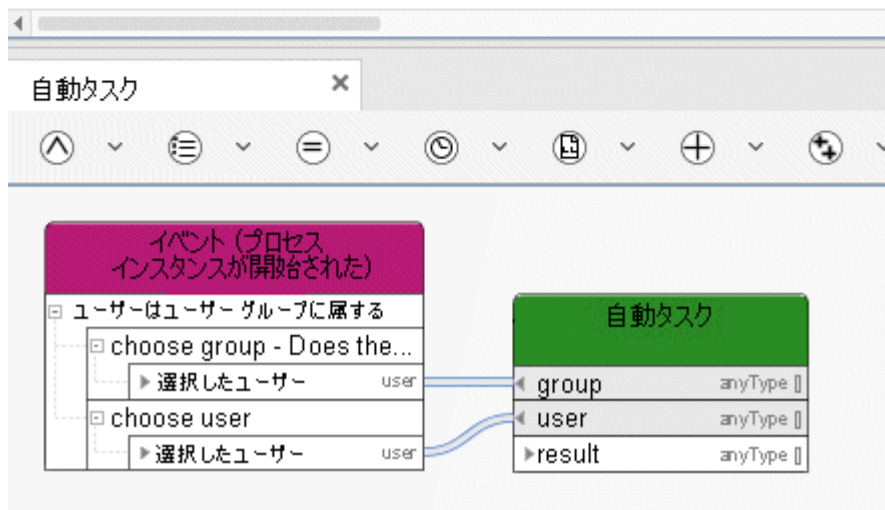 自動タスク
イベント (プロセス
インスタンスが開始された)
ユーザーはユーザー グループに属する
choose group - Does the...
選択したユーザー user
choose user
選択したユーザー user
自動タスク
group anyType []
user anyType []
result anyType []